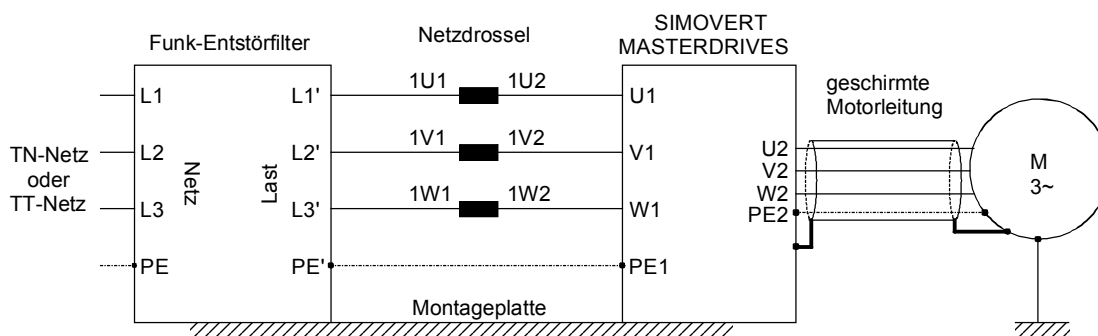 Funk-Entstörfilter
Netzdrossel
SIMOVERT
MASTERDRIVES
geschirmte
Motorleitung
TN-Netz
oder
TT-Netz
L1
L2
L3
PE
Netz
Last
L1'
L2'
L3'
PE'
1U1
1U2
1V1
1V2
1W1
1W2
U1
V1
W1
PE1
U2
V2
W2
PE2
M
3~
Montageplatte